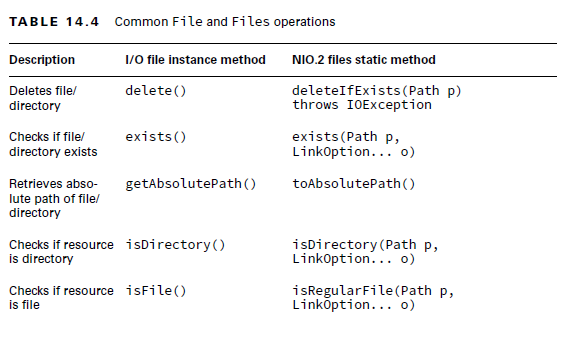 TABLE 14.4 Common File and Files operations
Description I/O file instance method NIO.2 files static method
Deletes file/ delete() deleteIfExists(Path p)
directory throws IOException
Checks if file/ exists() exists(Path p,
directory exists LinkOption... o)
Retrieves abso- getAbsolutePath() toAbsolutePath()
lute path of file/
directory
Checks if resource isDirectory() isDirectory(Path p,
is directory LinkOption... o)
Checks if resource isFile() isRegularFile(Path p,
is file LinkOption... o)